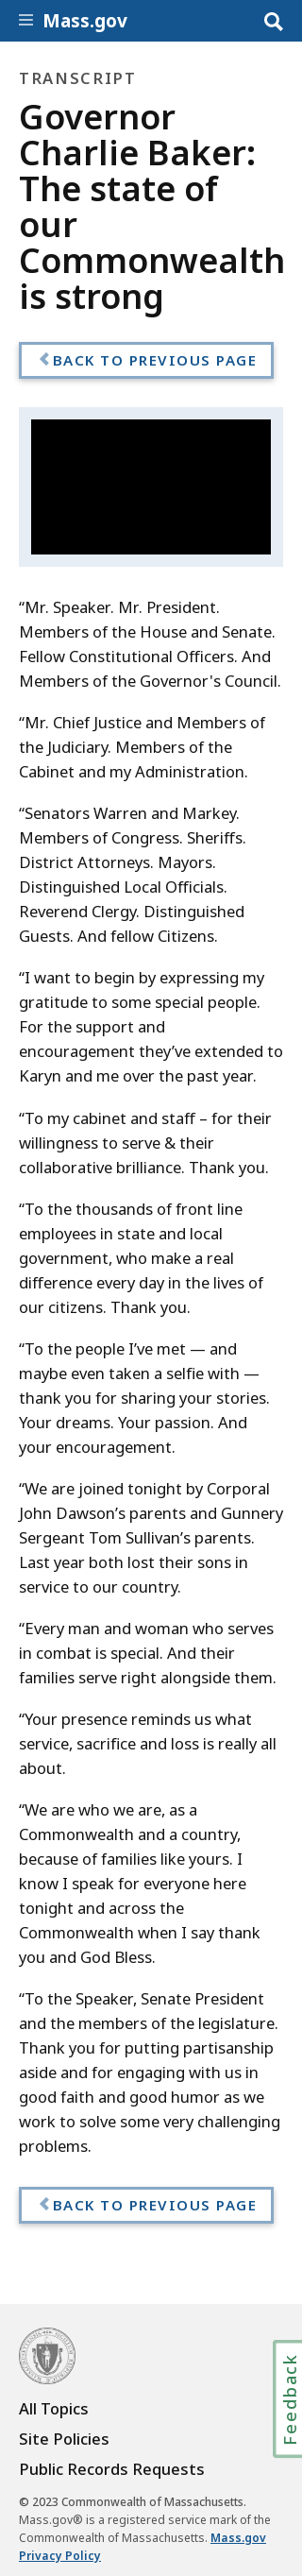 Mass.gov
TRANSCRIPT
Governor
Charlie Baker:
The state of
our
Commonwealth
is strong
BACK TO PREVIOUS PAGE
“Mr. Speaker. Mr. President.
Members of the House and Senate.
Fellow Constitutional Officers. And
Members of the Governor's Council.
“Mr. Chief Justice and Members of
the Judiciary. Members of the
Cabinet and my Administration.
“Senators Warren and Markey.
Members of Congress. Sheriffs.
District Attorneys. Mayors.
Distinguished Local Officials.
Reverend Clergy. Distinguished
Guests. And fellow Citizens.
“I want to begin by expressing my
gratitude to some special people.
For the support and
encouragement they’ve extended to
Karyn and me over the past year.
“To my cabinet and staff – for their
willingness to serve & their
collaborative brilliance. Thank you.
“To the thousands of front line
employees in state and local
government, who make a real
difference every day in the lives of
our citizens. Thank you.
“To the people I’ve met — and
maybe even taken a selfie with —
thank you for sharing your stories.
Your dreams. Your passion. And
your encouragement.
“We are joined tonight by Corporal
John Dawson’s parents and Gunnery
Sergeant Tom Sullivan’s parents.
Last year both lost their sons in
service to our country.
“Every man and woman who serves
in combat is special. And their
families serve right alongside them.
“Your presence reminds us what
service, sacrifice and loss is really all
about.
“We are who we are, as a
Commonwealth and a country,
because of families like yours. I
know I speak for everyone here
tonight and across the
Commonwealth when I say thank
you and God Bless.
“To the Speaker, Senate President
and the members of the legislature.
Thank you for putting partisanship
aside and for engaging with us in
good faith and good humor as we
work to solve some very challenging
problems.
BACK TO PREVIOUS PAGE
Feedback
All Topics
Site Policies
Public Records Requests
© 2023 Commonwealth of Massachusetts.
Mass.gov® is a registered service mark of the
Commonwealth of Massachusetts. Mass.gov
Privacy Policy